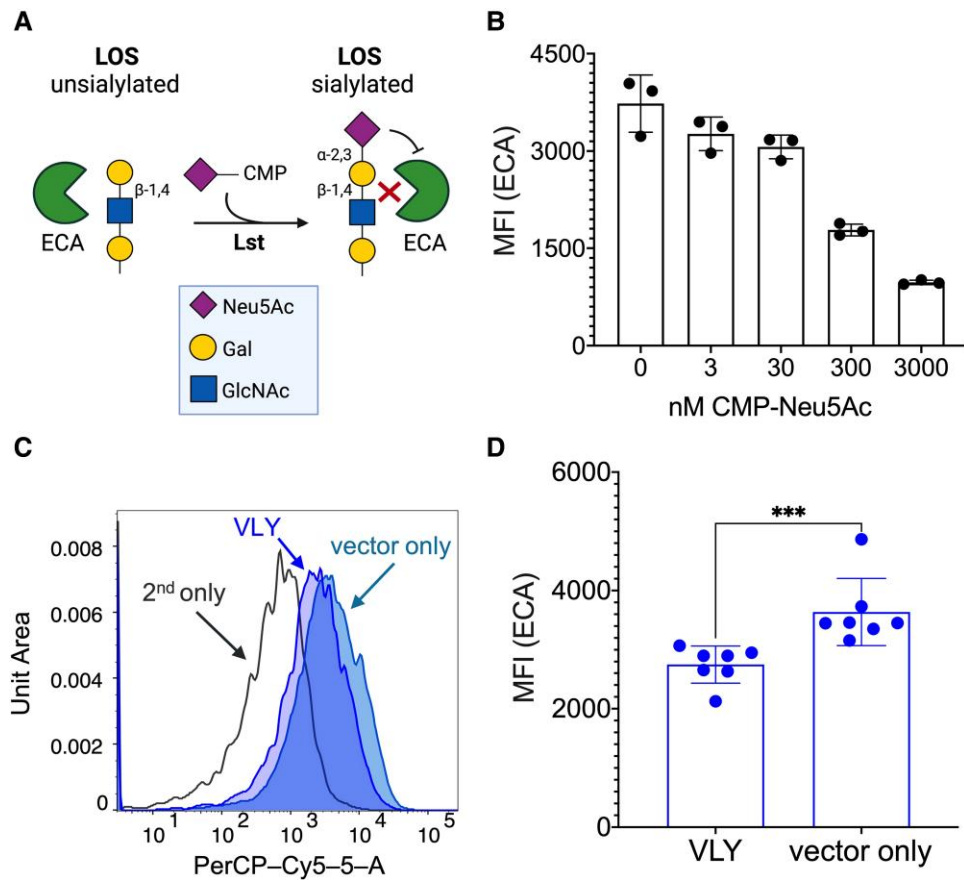 A
LOS
unsialylated
LOS
sialylated
α-2,3
β-1,4
β-1,4
CMP
Lst
ECA
ECA
Neu5Ac
Gal
GlcNAc
B
MFI (ECA)
4500
3000
1500
0
0 3 30 300 3000
nM CMP-Neu5Ac
C
Unit Area
0.008
0.006
0.004
0.002
0
2nd only
VLY
vector only
10 1 10 2 10 3 10 4 10 5
PerCP–Cy5–5–A
D
MFI (ECA)
6000
4000
2000
0
***
VLY vector only